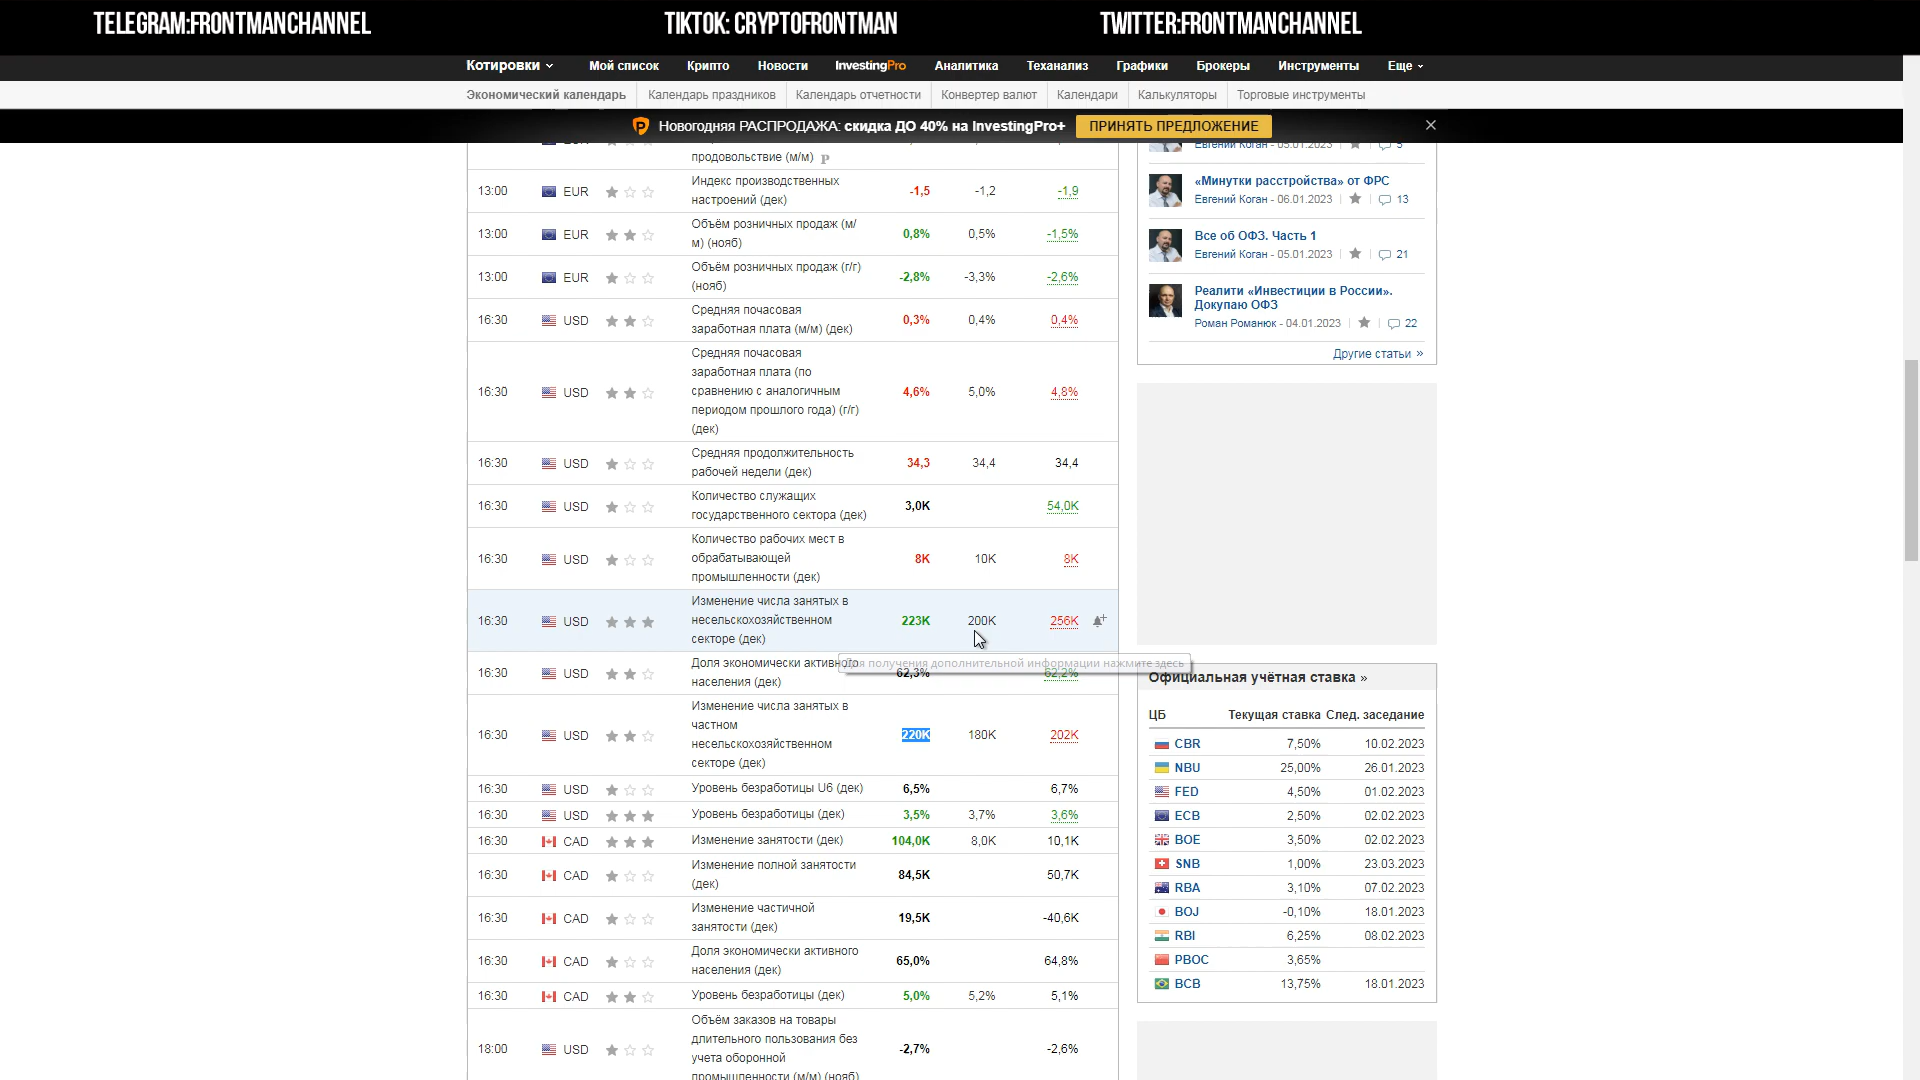 TELEGRAM:FRONTMANCHANNEL
TIKTOK: CRYPTOFRONTMAN
TWITTER:FRONTMANCHANNEL
Котировки Мой список Крипто Новости InvestingPro Аналитика Теханализ Графики Брокеры Инструменты Еще
Экономический календарь Календарь праздников Календарь отчетности Конвертер валют Календари Калькуляторы Торговые инструменты
Новогодняя РАСПРОДАЖА: скидка ДО 40% на InvestingPro+ ПРИНЯТЬ ПРЕДЛОЖЕНИЕ
продовольствие (м/м) P
13:00 EUR Индекс производственных
настроений (дек) -1,5 -1,2 -1,9
13:00 EUR Объём розничных продаж (м/
м) (нояб) 0,8% 0,5% -1,5%
13:00 EUR Объём розничных продаж (г/г)
(нояб) -2,8% -3,3% -2,6%
16:30 USD Средняя почасовая
заработная плата (м/м) (дек) 0,3% 0,4% 0,4%
16:30 USD Средняя почасовая
заработная плата (по
сравнению с аналогичным
периодом прошлого года) (г/г)
(дек) 4,6% 5,0% 4,8%
16:30 USD Средняя продолжительность
рабочей недели (дек) 34,3 34,4 34,4
16:30 USD Количество служащих
государственного сектора (дек) 3,0K 54,0K
16:30 USD Количество рабочих мест в
обрабатывающей
промышленности (дек) 8K 10K 8K
16:30 USD Изменение числа занятых в
несельскохозяйственном
секторе (дек) 223K 200K 256K
Для получения дополнительной информации нажмите здесь
16:30 USD Доля экономически активного
населения (дек) 62,3% 62,2%
16:30 USD Изменение числа занятых в
частном
несельскохозяйственном
секторе (дек) 220K 180K 202K
16:30 USD Уровень безработицы U6 (дек) 6,5% 6,7%
16:30 USD Уровень безработицы (дек) 3,5% 3,7% 3,6%
16:30 CAD Изменение занятости (дек) 104,0K 8,0K 10,1K
16:30 CAD Изменение полной занятости
(дек) 84,5K 50,7K
16:30 CAD Изменение частичной
занятости (дек) 19,5K -40,6K
16:30 CAD Доля экономически активного
населения (дек) 65,0% 64,8%
16:30 CAD Уровень безработицы (дек) 5,0% 5,2% 5,1%
18:00 USD Объём заказов на товары
длительного пользования без
учета оборонной
промышленности (м/м) (нояб) -2,7% -2,6%
Евгений Коган - 05.01.2023 5
«Минутки расстройства» от ФРС
Евгений Коган - 06.01.2023 13
Все об ОФЗ. Часть 1
Евгений Коган - 05.01.2023 21
Реалити «Инвестиции в России».
Докупаю ОФЗ
Роман Романюк - 04.01.2023 22
Другие статьи »
Официальная учётная ставка »
ЦБ Текущая ставка След. заседание
CBR 7,50% 10.02.2023
NBU 25,00% 26.01.2023
FED 4,50% 01.02.2023
ECB 2,50% 02.02.2023
BOE 3,50% 02.02.2023
SNB 1,00% 23.03.2023
RBA 3,10% 07.02.2023
BOJ -0,10% 18.01.2023
RBI 6,25% 08.02.2023
PBOC 3,65%
BCB 13,75% 18.01.2023